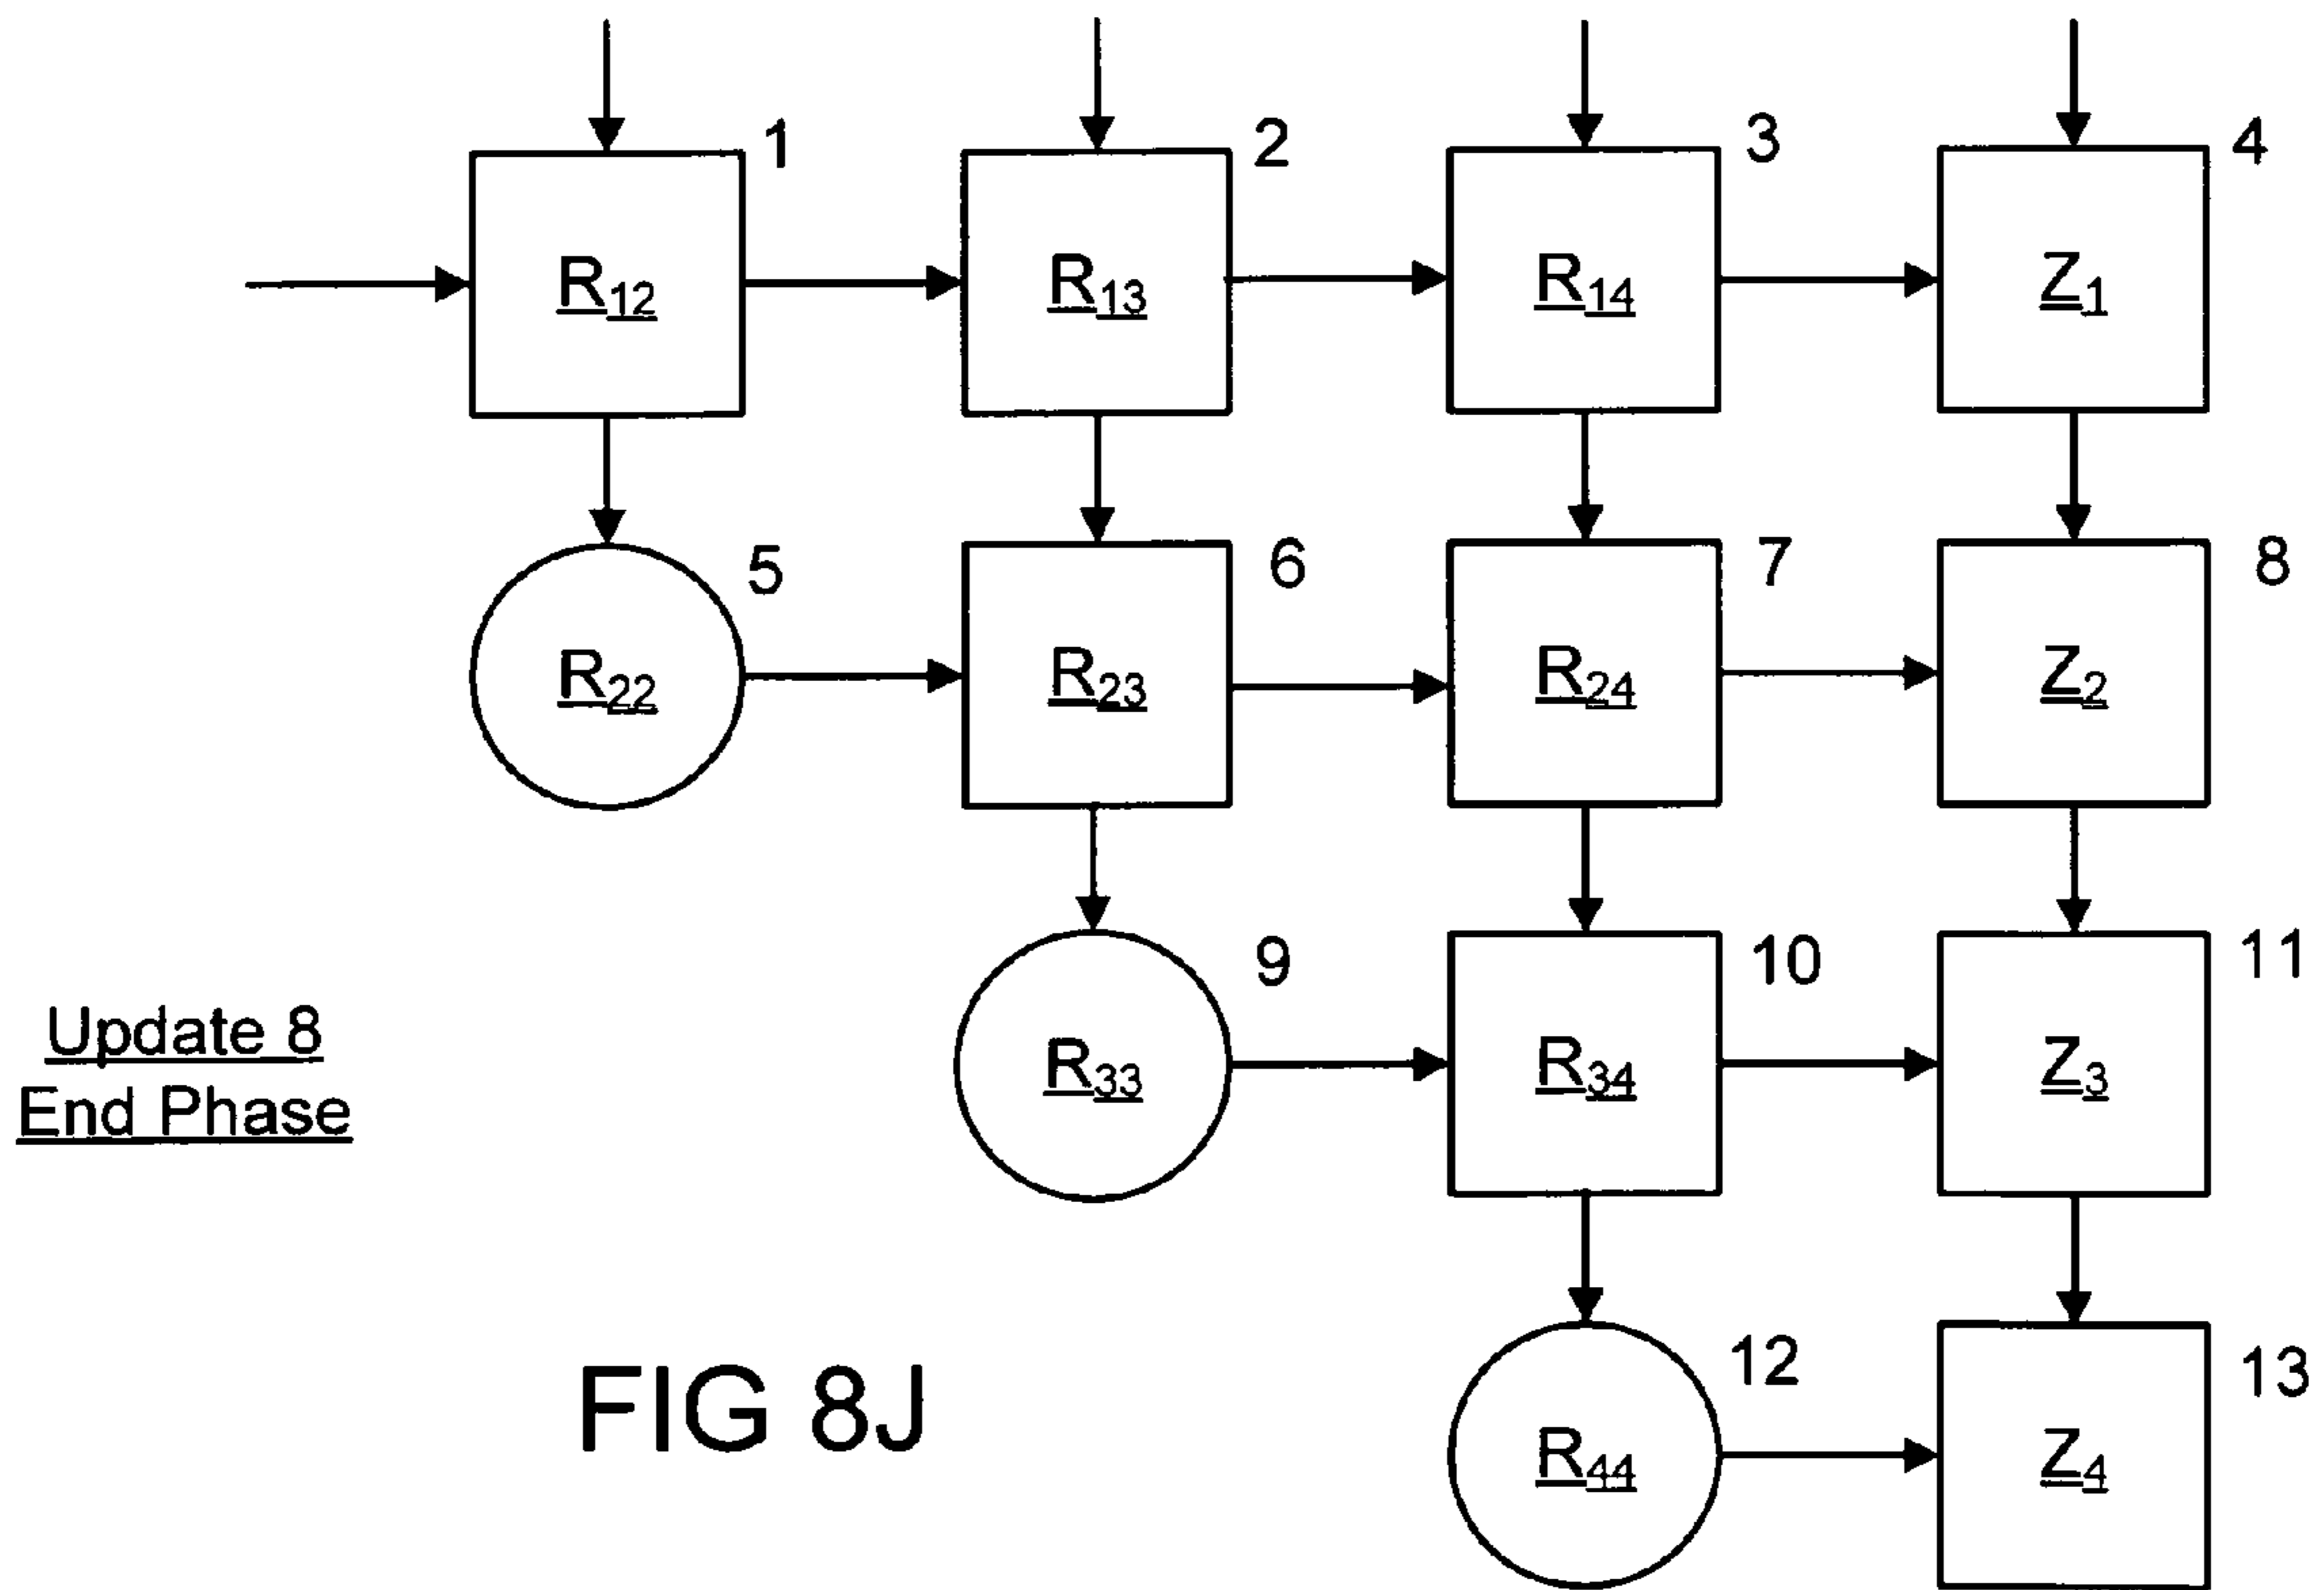 1 2 3 4
R12 R13 R14 Z1
5 6 7 8
R22 R23 R24 Z2
9 10 11
R33 R34 Z3
Update 8
End Phase
12 13
FIG 8J
R44 Z4